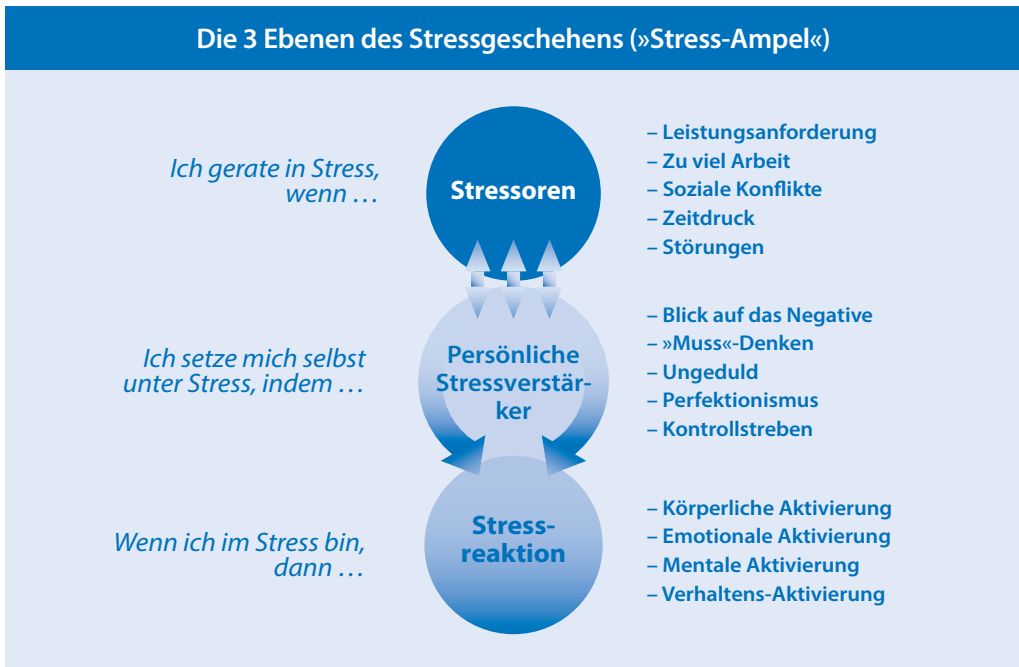 Die 3 Ebenen des Stressgeschehens (»Stress-Ampel«)
Ich gerate in Stress,
wenn …
Stressoren
– Leistungsanforderung
– Zu viel Arbeit
– Soziale Konflikte
– Zeitdruck
– Störungen
Ich setze mich selbst
unter Stress, indem …
Persönliche
Stressverstär-
ker
– Blick auf das Negative
– »Muss«-Denken
– Ungeduld
– Perfektionismus
– Kontrollstreben
Wenn ich im Stress bin,
dann …
Stress-
reaktion
– Körperliche Aktivierung
– Emotionale Aktivierung
– Mentale Aktivierung
– Verhaltens-Aktivierung